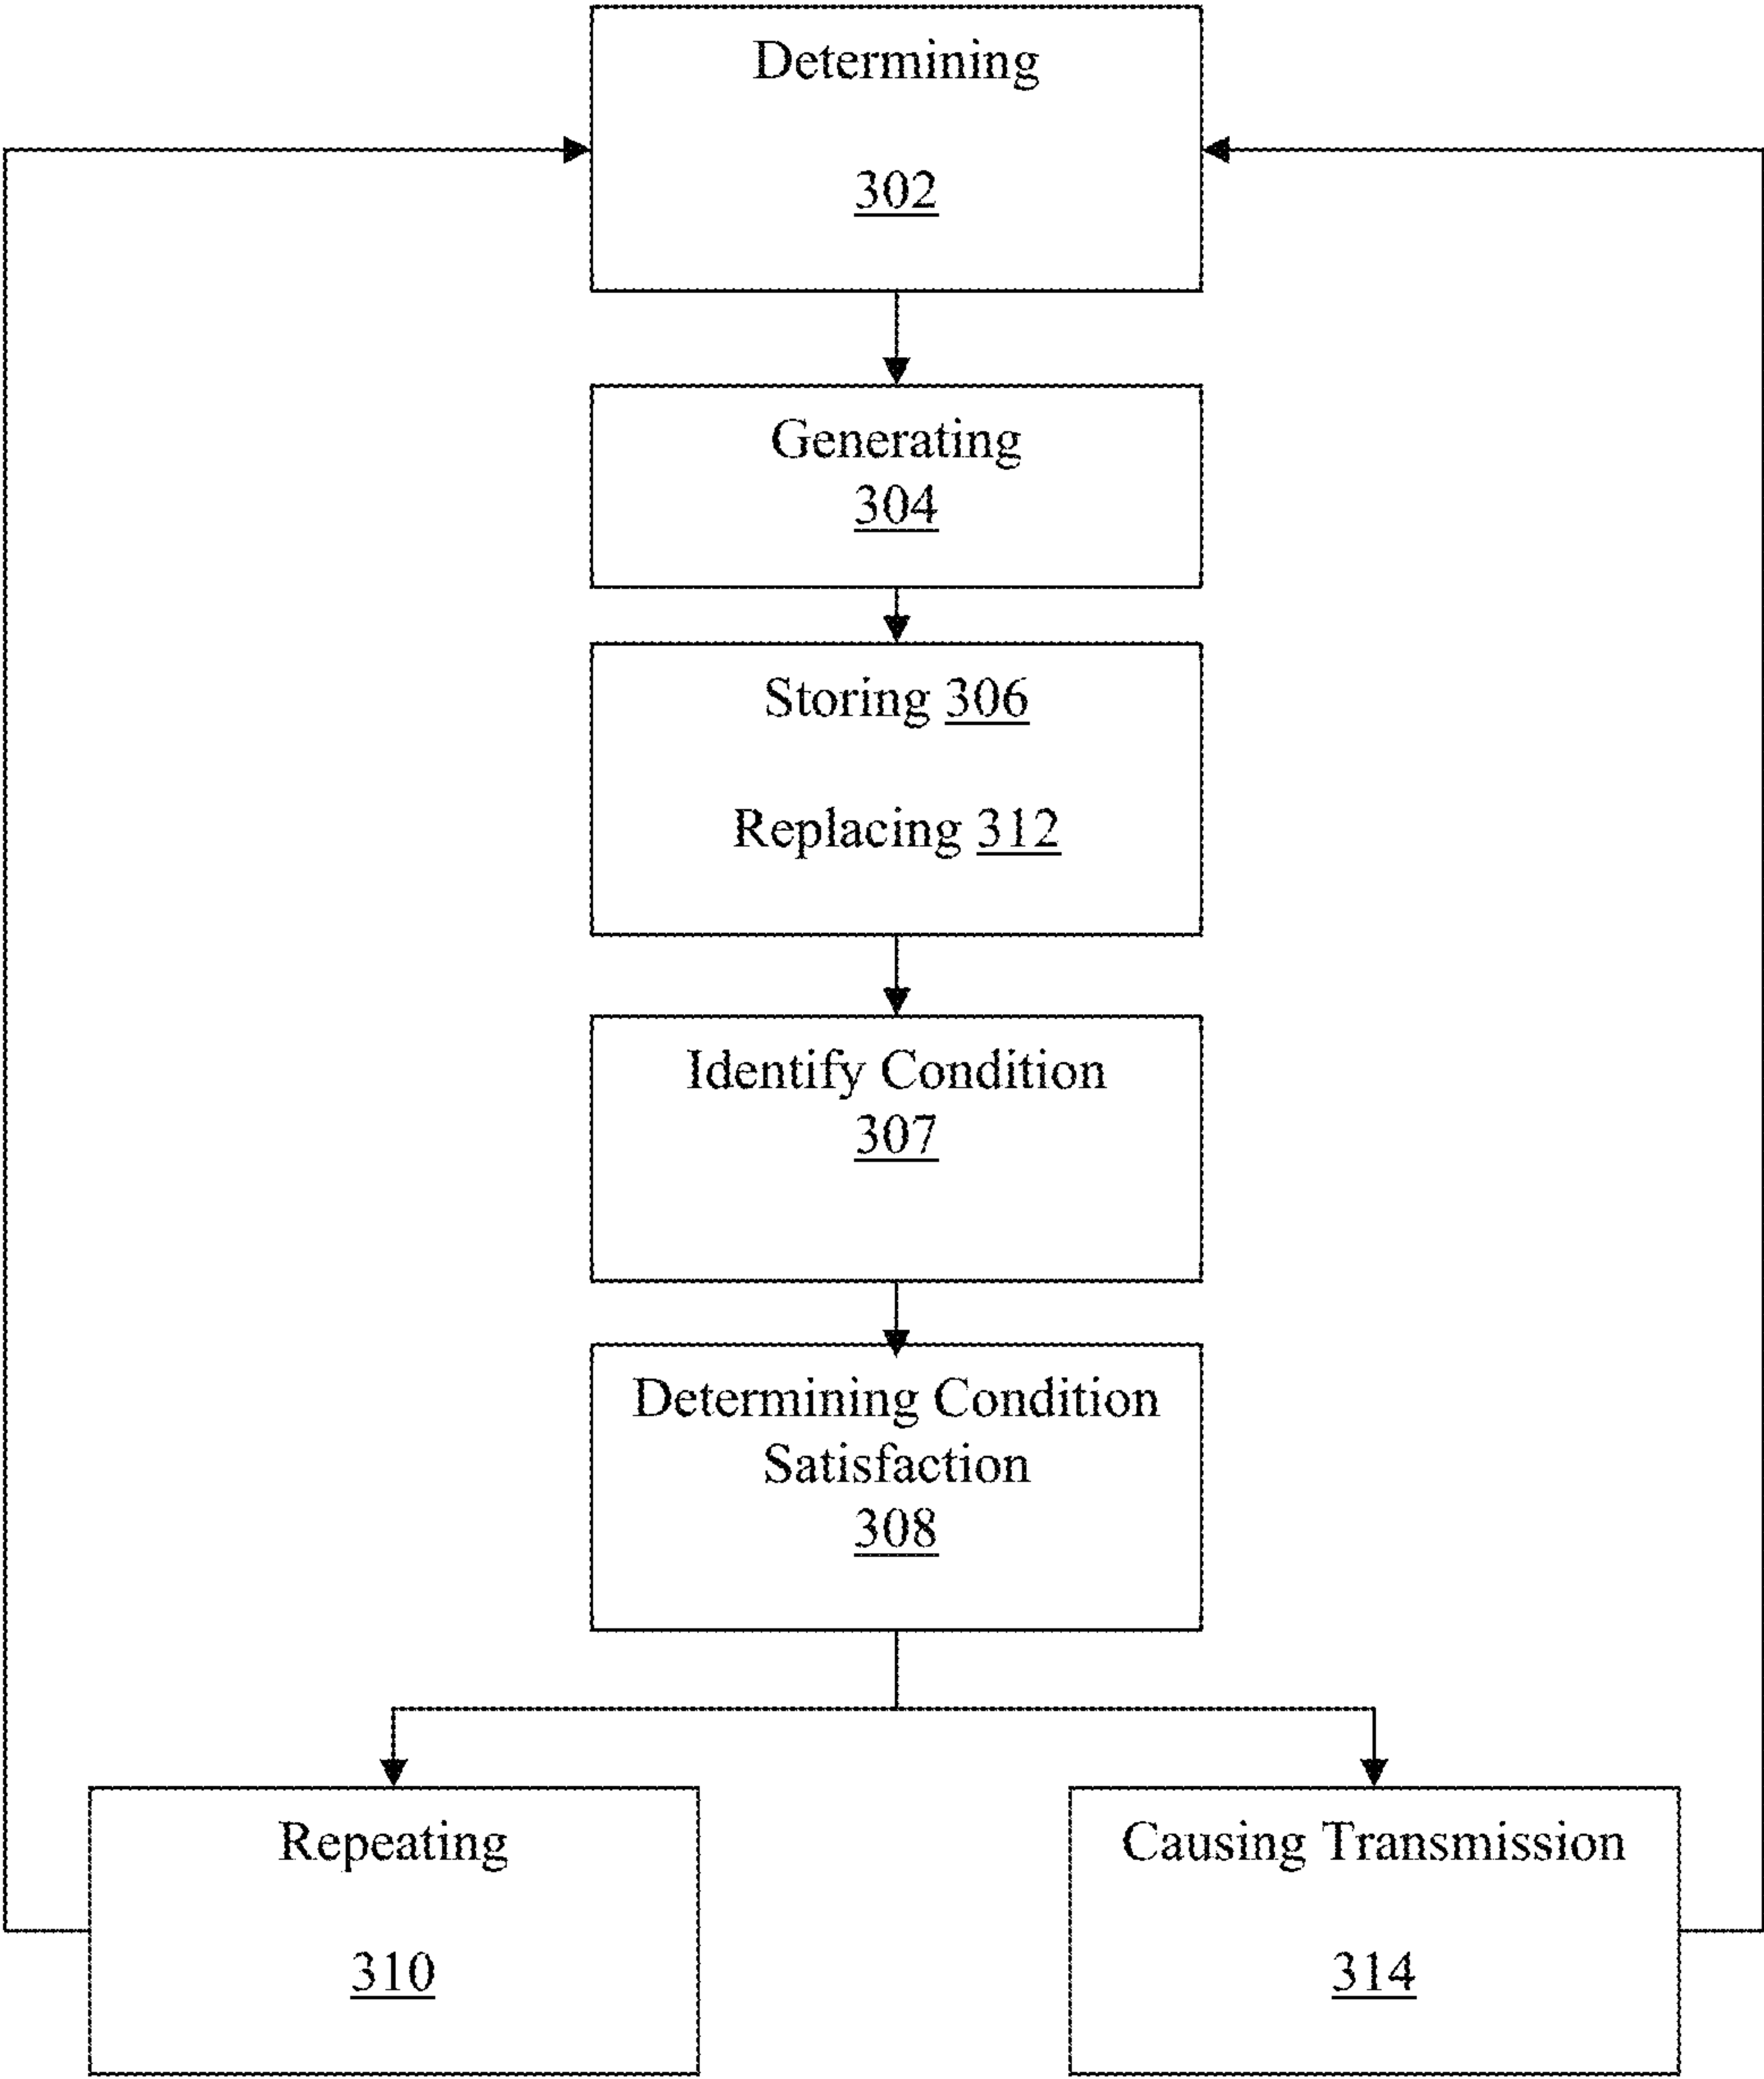 Determining
302
Generating
304
Storing 306
Replacing 312
Identify Condition
307
Determining Condition
Satisfaction
308
Repeating
310
Causing Transmission
314